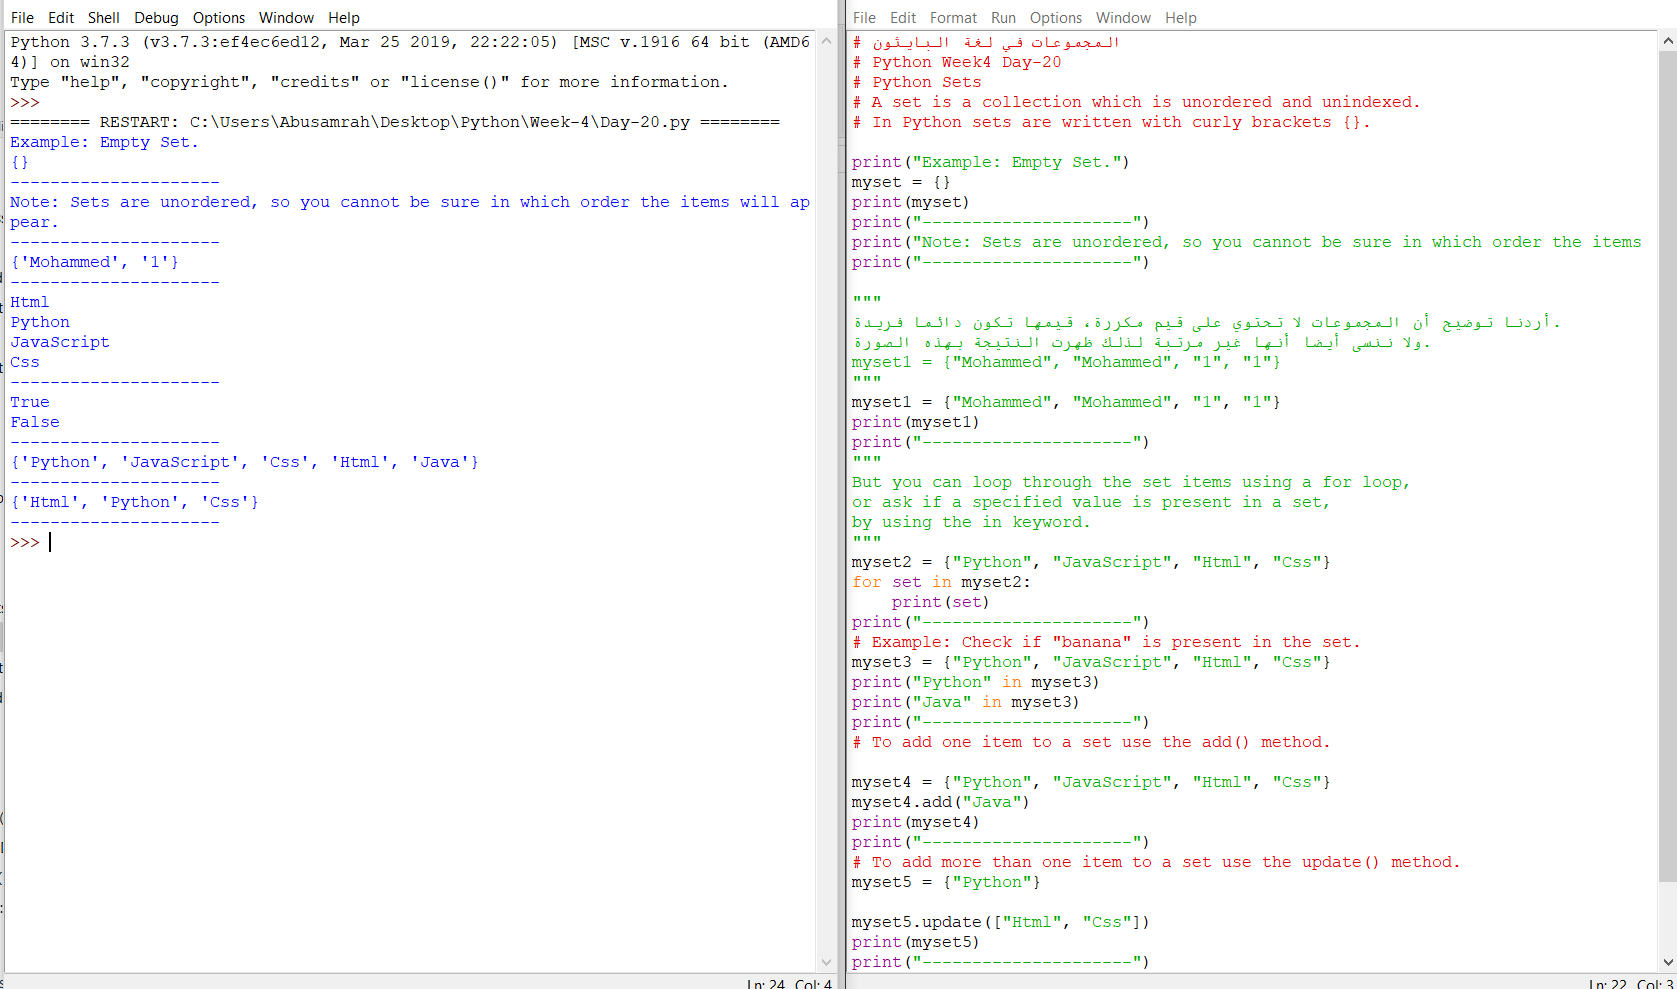 File Edit Shell Debug Options Window Help
Python 3.7.3 (v3.7.3:ef4ec6ed12, Mar 25 2019, 22:22:05) [MSC v.1916 64 bit (AMD6
4)] on win32
Type "help", "copyright", "credits" or "license()" for more information.
>>>
======== RESTART: C:\Users\Abusamrah\Desktop\Python\Week-4\Day-20.py ========
Example: Empty Set.
{}
---------------------
Note: Sets are unordered, so you cannot be sure in which order the items will ap
pear.
---------------------
{'Mohammed', '1'}
---------------------
Html
Python
JavaScript
Css
---------------------
True
False
---------------------
{'Python', 'JavaScript', 'Css', 'Html', 'Java'}
---------------------
{'Html', 'Python', 'Css'}
---------------------
>>>
Ln: 24 Col: 4
File Edit Format Run Options Window Help
# المجموعات في لغة البايثون
# Python Week4 Day-20
# Python Sets
# A set is a collection which is unordered and unindexed.
# In Python sets are written with curly brackets {}.
print("Example: Empty Set.")
myset = {}
print(myset)
print("---------------------")
print("Note: Sets are unordered, so you cannot be sure in which order the items
print("---------------------")
"""
أردنا توضيح أن المجموعات لا تحتوي على قيم مكررة، قيمها تكون دائما فريدة.
ولا ننسى أيضا أنها غير مرتبة لذلك ظهرت النتيجة بهذه الصورة.
myset1 = {"Mohammed", "Mohammed", "1", "1"}
"""
myset1 = {"Mohammed", "Mohammed", "1", "1"}
print(myset1)
print("---------------------")
"""
But you can loop through the set items using a for loop,
or ask if a specified value is present in a set,
by using the in keyword.
"""
myset2 = {"Python", "JavaScript", "Html", "Css"}
for set in myset2:
    print(set)
print("---------------------")
# Example: Check if "banana" is present in the set.
myset3 = {"Python", "JavaScript", "Html", "Css"}
print("Python" in myset3)
print("Java" in myset3)
print("---------------------")
# To add one item to a set use the add() method.
myset4 = {"Python", "JavaScript", "Html", "Css"}
myset4.add("Java")
print(myset4)
print("---------------------")
# To add more than one item to a set use the update() method.
myset5 = {"Python"}
myset5.update(["Html", "Css"])
print(myset5)
print("---------------------")
Ln: 22 Col: 3